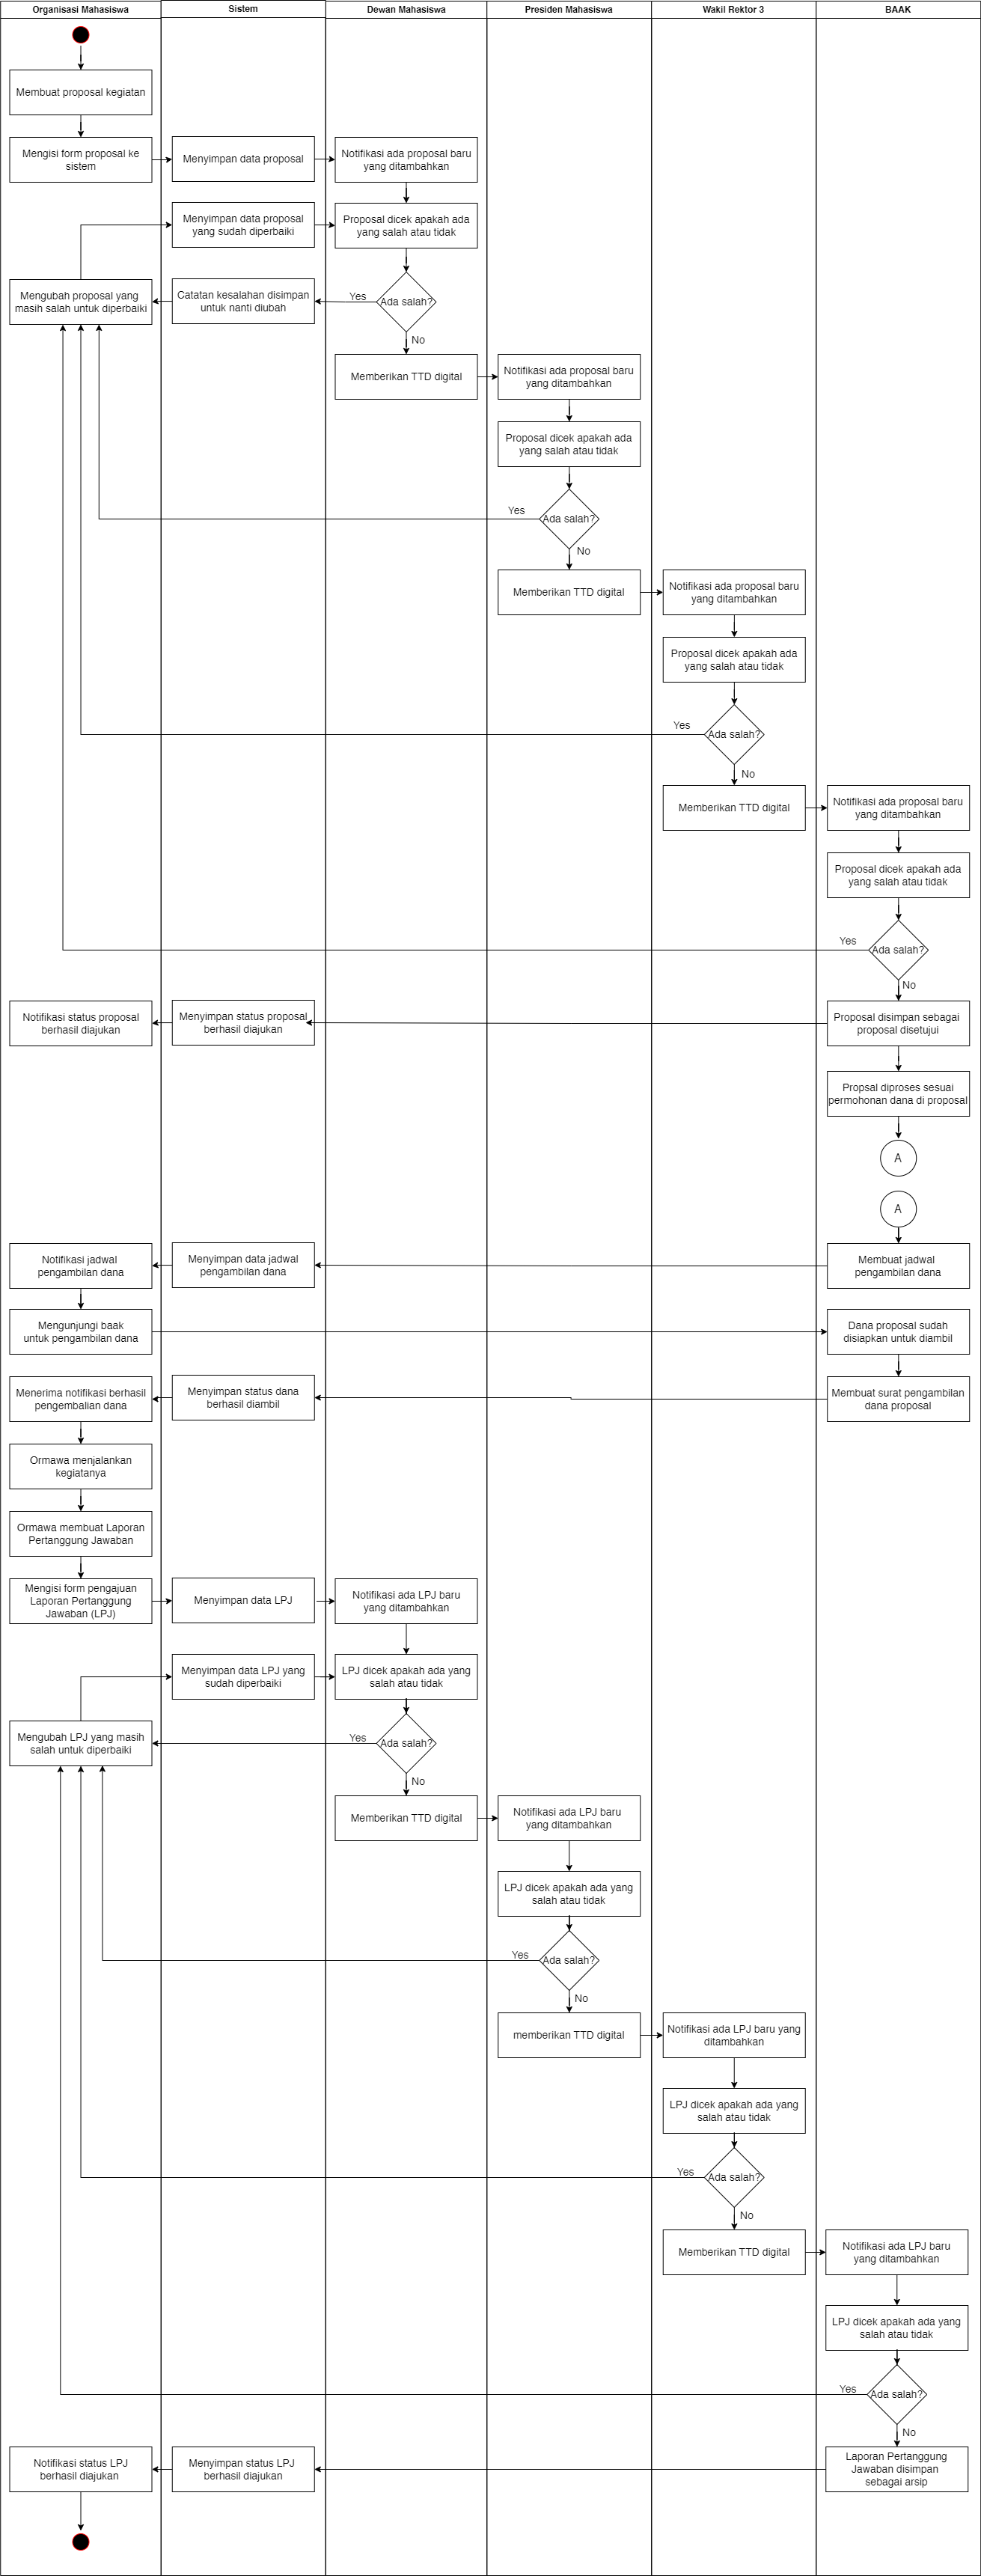 Organisasi Mahasiswa
Sistem
Dewan Mahasiswa
Presiden Mahasiswa
Wakil Rektor 3
BAAK
Membuat proposal kegiatan
Mengisi form proposal ke
sistem
Menyimpan data proposal
Notifikasi ada proposal baru
yang ditambahkan
Menyimpan data proposal
yang sudah diperbaiki
Proposal dicek apakah ada
yang salah atau tidak
Mengubah proposal yang
masih salah untuk diperbaiki
Catatan kesalahan disimpan
untuk nanti diubah
Yes
Ada salah?
No
Memberikan TTD digital
Notifikasi ada proposal baru
yang ditambahkan
Proposal dicek apakah ada
yang salah atau tidak
Yes
Ada salah?
No
Memberikan TTD digital
Notifikasi ada proposal baru
yang ditambahkan
Proposal dicek apakah ada
yang salah atau tidak
Yes
Ada salah?
No
Memberikan TTD digital
Notifikasi ada proposal baru
yang ditambahkan
Proposal dicek apakah ada
yang salah atau tidak
Yes
Ada salah?
No
Notifikasi status proposal
berhasil diajukan
Menyimpan status proposal
berhasil diajukan
Proposal disimpan sebagai
proposal disetujui
Propsal diproses sesuai
permohonan dana di proposal
A
A
Notifikasi jadwal
pengambilan dana
Menyimpan data jadwal
pengambilan dana
Membuat jadwal
pengambilan dana
Mengunjungi baak
untuk pengambilan dana
Dana proposal sudah
disiapkan untuk diambil
Menerima notifikasi berhasil
pengembalian dana
Menyimpan status dana
berhasil diambil
Membuat surat pengambilan
dana proposal
Ormawa menjalankan
kegiatanya
Ormawa membuat Laporan
Pertanggung Jawaban
Mengisi form pengajuan
Laporan Pertanggung
Jawaban (LPJ)
Menyimpan data LPJ
Notifikasi ada LPJ baru
yang ditambahkan
Menyimpan data LPJ yang
sudah diperbaiki
LPJ dicek apakah ada yang
salah atau tidak
Mengubah LPJ yang masih
salah untuk diperbaiki
Yes
Ada salah?
No
Memberikan TTD digital
Notifikasi ada LPJ baru
yang ditambahkan
LPJ dicek apakah ada yang
salah atau tidak
Yes
Ada salah?
No
memberikan TTD digital
Notifikasi ada LPJ baru yang
ditambahkan
LPJ dicek apakah ada yang
salah atau tidak
Yes
Ada salah?
No
Memberikan TTD digital
Notifikasi ada LPJ baru
yang ditambahkan
LPJ dicek apakah ada yang
salah atau tidak
Yes
Ada salah?
No
Notifikasi status LPJ
berhasil diajukan
Menyimpan status LPJ
berhasil diajukan
Laporan Pertanggung
Jawaban disimpan
sebagai arsip